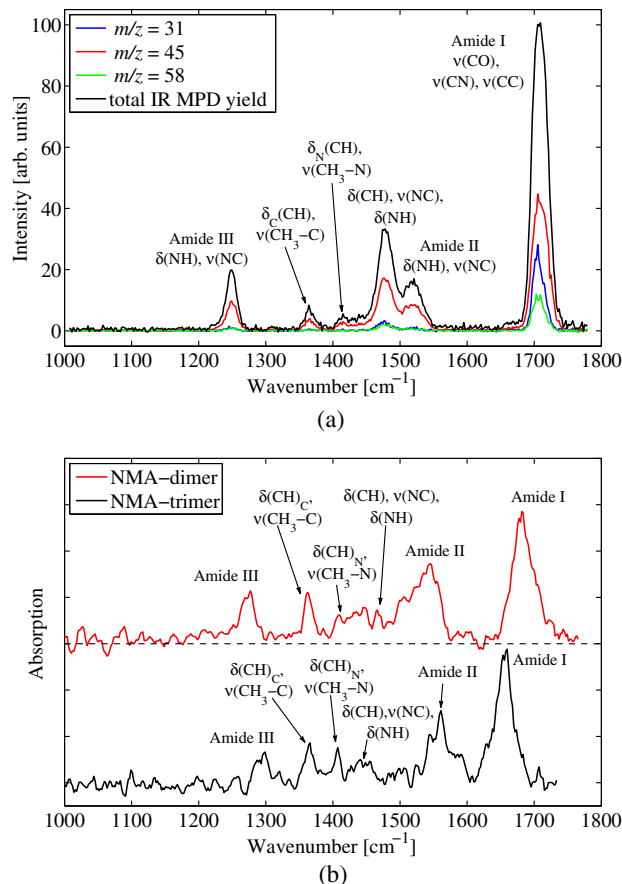 m/z = 31
m/z = 45
m/z = 58
total IR MPD yield
Amide I
ν(CO),
ν(CN), ν(CC)
δN(CH),
ν(CH3−N)
δ(CH), ν(NC),
δ(NH)
δC(CH),
ν(CH3−C)
Amide III
δ(NH), ν(NC)
Amide II
δ(NH), ν(NC)
Intensity [arb. units]
100
80
60
40
20
0
1000 1100 1200 1300 1400 1500 1600 1700 1800
Wavenumber [cm−1]
(a)
NMA−dimer
NMA−trimer
δ(CH)C,
ν(CH3−C)
δ(CH), ν(NC),
δ(NH)
Amide I
δ(CH)N,
ν(CH3−N)
Amide II
Amide III
Absorption
δ(CH)C,
ν(CH3−C)
δ(CH)N,
ν(CH3−N)
Amide II
Amide I
δ(CH),ν(NC),
δ(NH)
Amide III
1000 1100 1200 1300 1400 1500 1600 1700 1800
Wavenumber [cm−1]
(b)